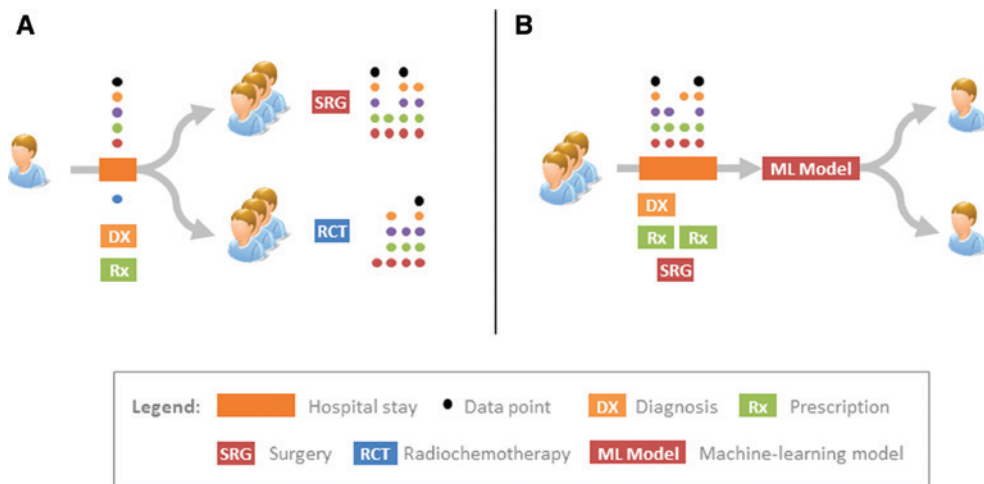 A
SRG
DX
Rx
RCT
B
DX
Rx Rx
SRG
ML Model
Legend: Hospital stay Data point DX Diagnosis Rx Prescription
SRG Surgery RCT Radiochemotherapy ML Model Machine-learning model